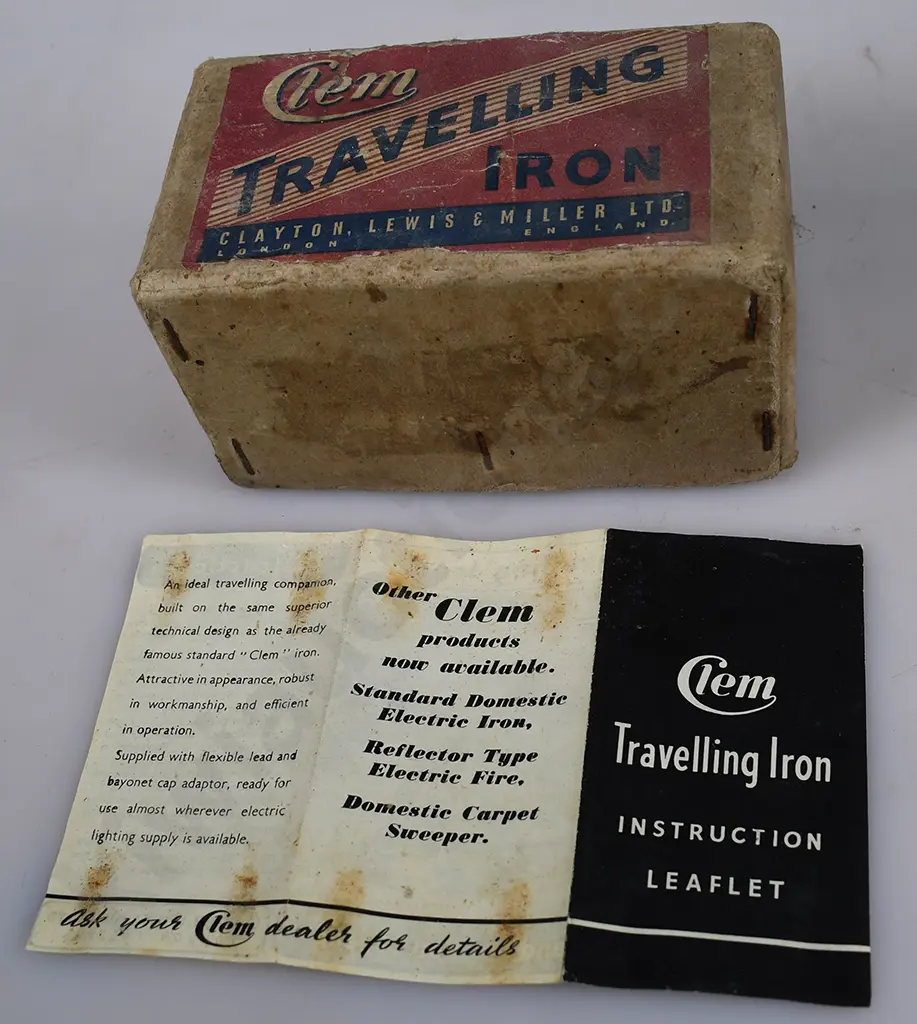 Clem
TRAVELLING
IRON
CLAYTON, LEWIS & MILLER LTD.
LONDON ENGLAND.
An ideal travelling companion,
built on the same superior
technical design as the already
famous standard "Clem" iron.
Attractive in appearance, robust
in workmanship, and efficient
in operation.
Supplied with flexible lead and
bayonet cap adaptor, ready for
use almost wherever electric
lighting supply is available.
Other Clem
products
now available.
Standard Domestic
Electric Iron,
Reflector Type
Electric Fire,
Domestic Carpet
Sweeper.
Ask your Clem dealer for details
Clem
Travelling Iron
INSTRUCTION
LEAFLET